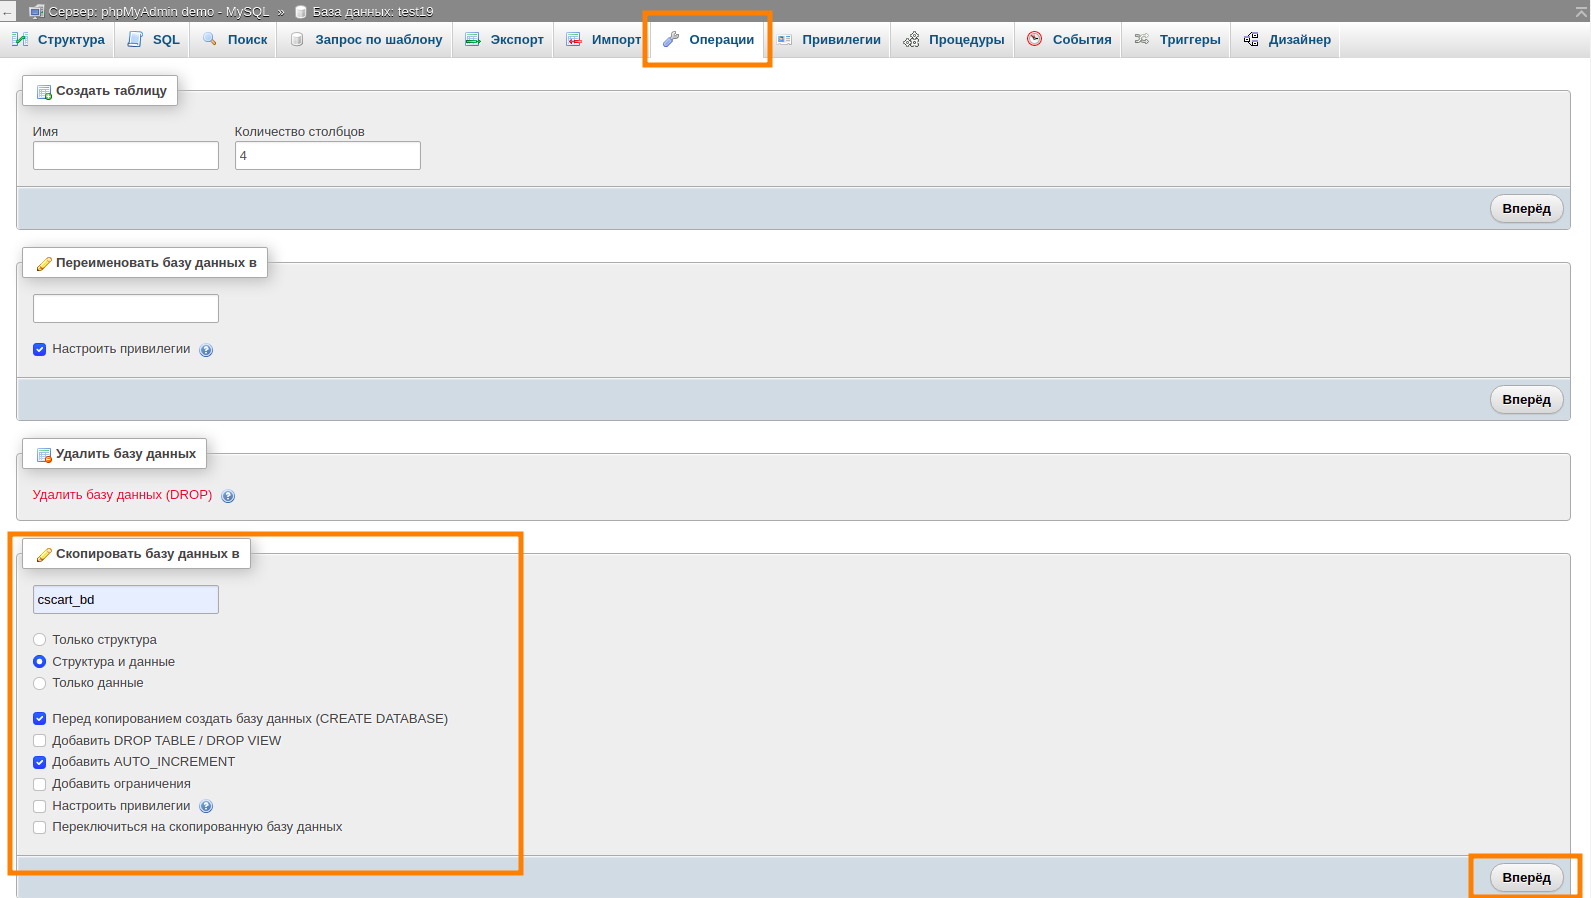 Сервер: phpMyAdmin demo - MySQL » База данных: test19
Структура SQL Поиск Запрос по шаблону Экспорт Импорт Операции Привилегии Процедуры События Триггеры Дизайнер
Создать таблицу
Имя Количество столбцов
4
Вперёд
Переименовать базу данных в
Настроить привилегии
Вперёд
Удалить базу данных
Удалить базу данных (DROP)
Скопировать базу данных в
cscart_bd
Только структура
Структура и данные
Только данные
Перед копированием создать базу данных (CREATE DATABASE)
Добавить DROP TABLE / DROP VIEW
Добавить AUTO_INCREMENT
Добавить ограничения
Настроить привилегии
Переключиться на скопированную базу данных
Вперёд